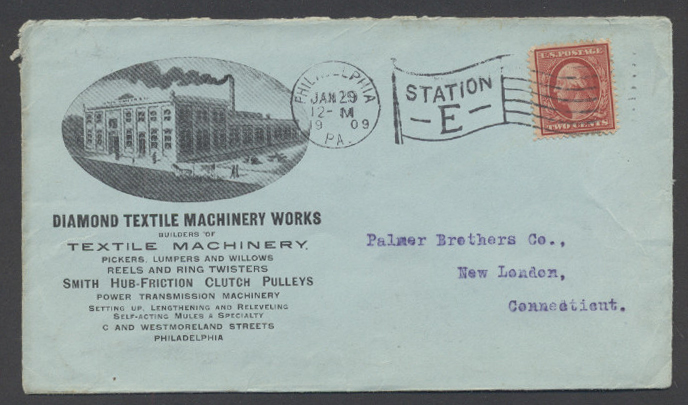 PHILADELPHIA
JAN 29
12- M
1909
PA.
STATION
-E-
U.S. POSTAGE
TWO CENTS
DIAMOND TEXTILE MACHINERY WORKS
BUILDERS OF
TEXTILE MACHINERY.
PICKERS, LUMPERS AND WILLOWS
REELS AND RING TWISTERS
SMITH HUB-FRICTION CLUTCH PULLEYS
POWER TRANSMISSION MACHINERY
SETTING UP, LENGTHENING AND RELEVELING
SELF-ACTING MULES A SPECIALTY
C AND WESTMORELAND STREETS
PHILADELPHIA
Palmer Brothers Co.,
New London,
Connecticut.